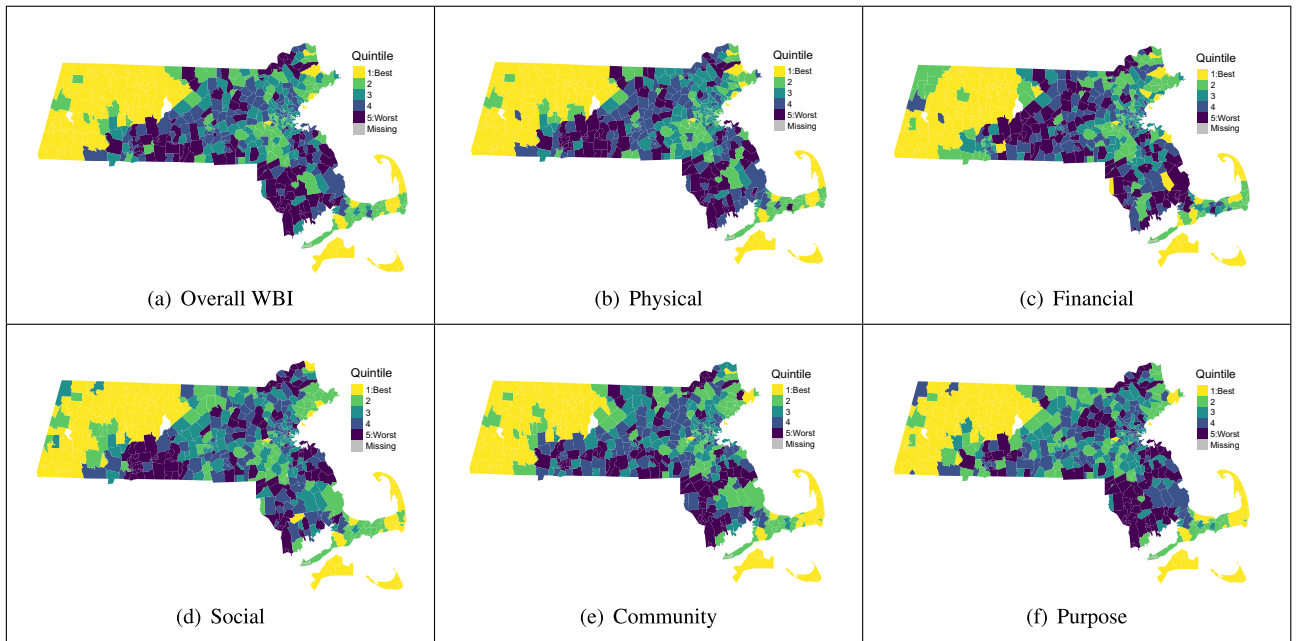 Quintile
1:Best
2
3
4
5:Worst
Missing
(a) Overall WBI
Quintile
1:Best
2
3
4
5:Worst
Missing
(b) Physical
Quintile
1:Best
2
3
4
5:Worst
Missing
(c) Financial
Quintile
1:Best
2
3
4
5:Worst
Missing
(d) Social
Quintile
1:Best
2
3
4
5:Worst
Missing
(e) Community
Quintile
1:Best
2
3
4
5:Worst
Missing
(f) Purpose